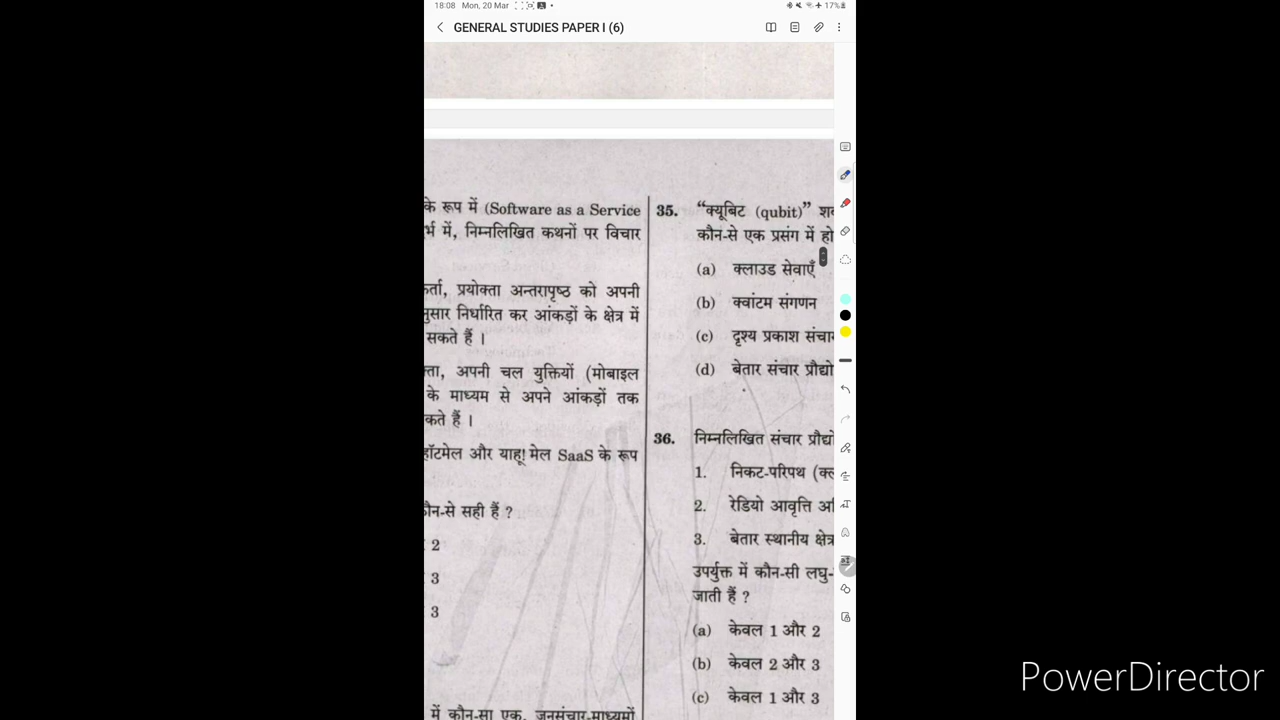 18:08 Mon, 20 Mar
17%
GENERAL STUDIES PAPER I (6)
के रूप में (Software as a Service
में, निम्नलिखित कथनों पर विचार
प्रयोक्ता अन्तरापृष्ठ को अपनी
निर्धारित कर आंकड़ों के क्षेत्र में
सकते हैं ।
अपनी चल युक्तियों (मोबाइल
के माध्यम से अपने आंकड़ों तक
हैं ।
हॉटमेल और याहू! मेल SaaS के रूप
कौन-से सही हैं ?
2
3
3
में कौन-सा एक, जनसंचार-माध्यमों
35. “क्यूबिट (qubit)”
कौन-से एक प्रसंग में
(a) क्लाउड सेवाएँ
(b) क्वांटम संगणन
(c) दृश्य प्रकाश
(d) बेतार संचार
36. निम्नलिखित संचार
1. निकट-परिपथ
2. रेडियो आवृत्ति
3. बेतार स्थानीय क्षेत्र
उपर्युक्त में कौन-सी लघु-
जाती हैं ?
(a) केवल 1 और 2
(b) केवल 2 और 3
(c) केवल 1 और 3
PowerDirector